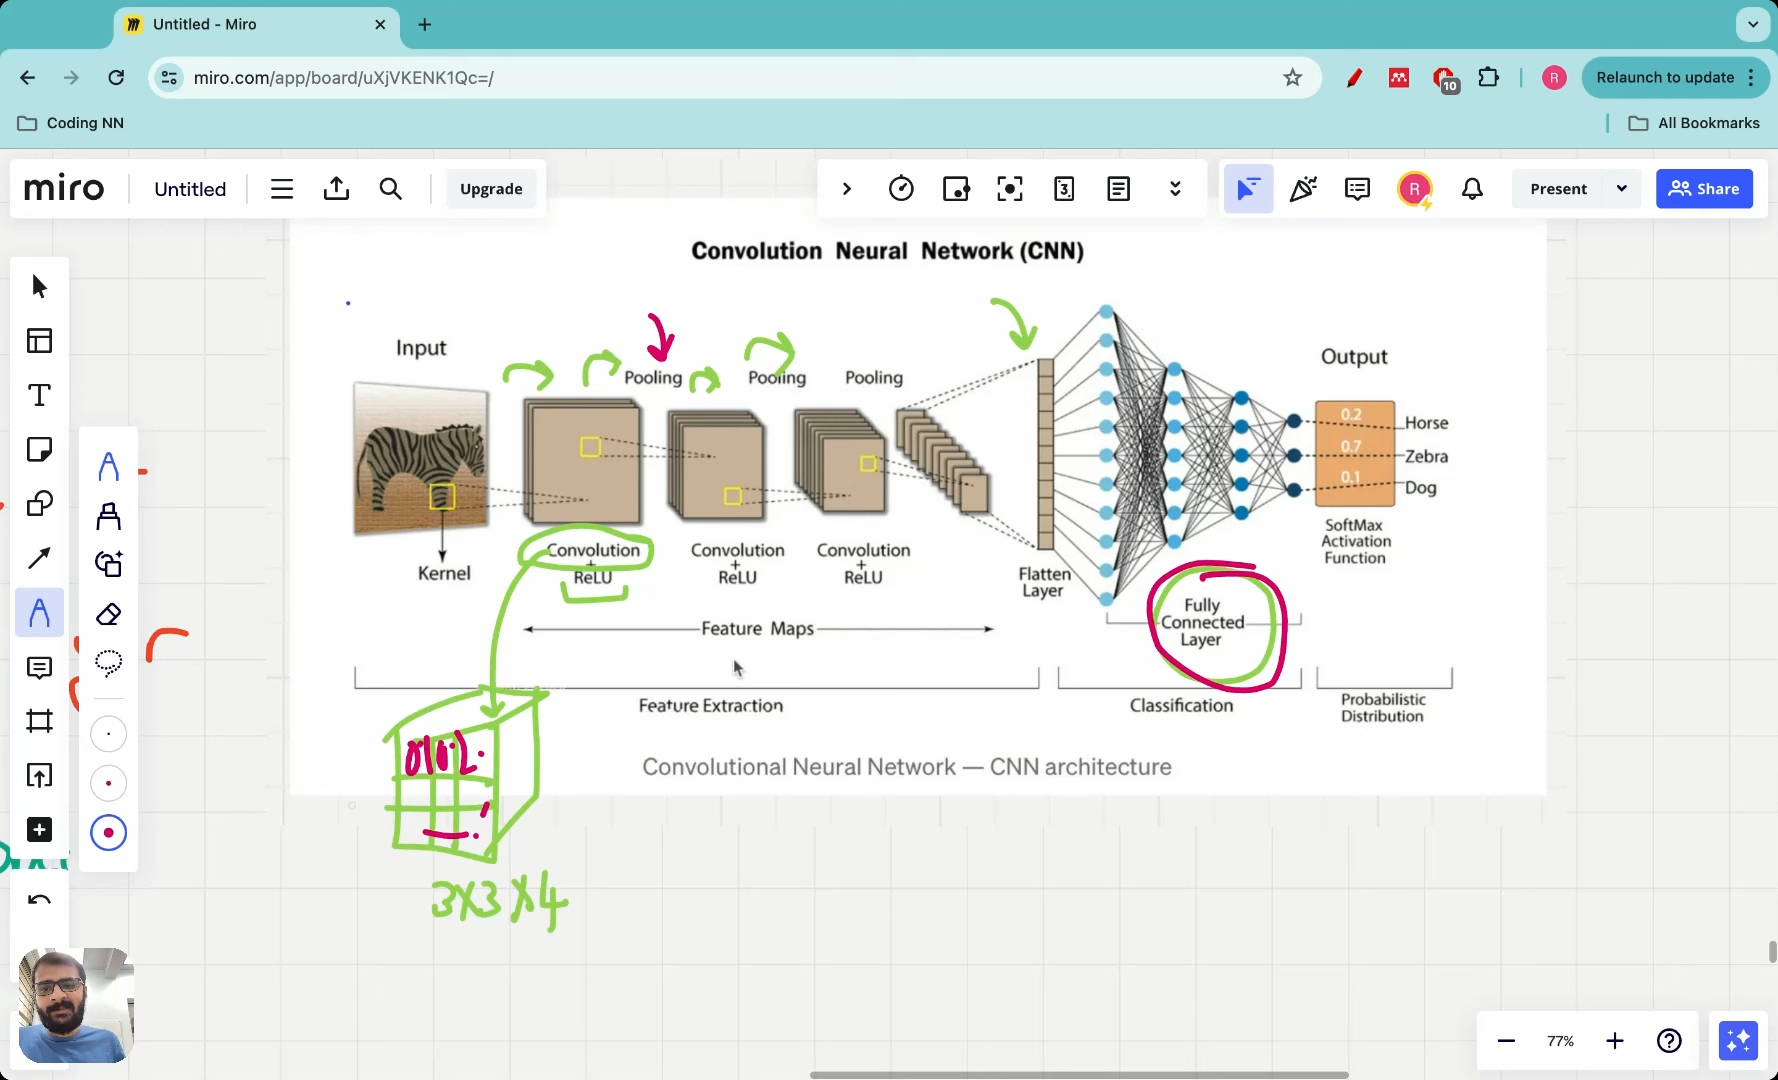 Untitled - Miro
miro.com/app/board/uXjVKENK1Qc=/
10
R
Relaunch to update
Coding NN
All Bookmarks
miro
Untitled
Upgrade
3
R
Present
Share
Convolution Neural Network (CNN)
Input
Output
Pooling
Pooling
Pooling
0.2
Horse
0.7
Zebra
0.1
Dog
Kernel
Convolution
+
ReLU
Convolution
+
ReLU
Convolution
+
ReLU
Flatten
Layer
Fully
Connected
Layer
SoftMax
Activation
Function
Feature Maps
Feature Extraction
Classification
Probabilistic
Distribution
Convolutional Neural Network — CNN architecture
3X3X4
77%